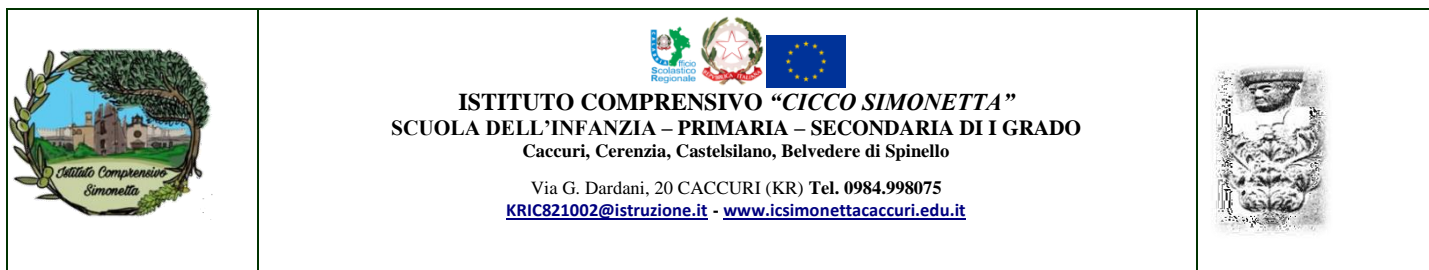 Istituto Comprensivo
Simonetta
Ufficio
Scolastico
Regionale
REPVBBLICA ITALIANA
ISTITUTO COMPRENSIVO “CICCO SIMONETTA”
SCUOLA DELL’INFANZIA – PRIMARIA – SECONDARIA DI I GRADO
Caccuri, Cerenzia, Castelsilano, Belvedere di Spinello
Via G. Dardani, 20 CACCURI (KR) Tel. 0984.998075
KRIC821002@istruzione.it - www.icsimonettacaccuri.edu.it